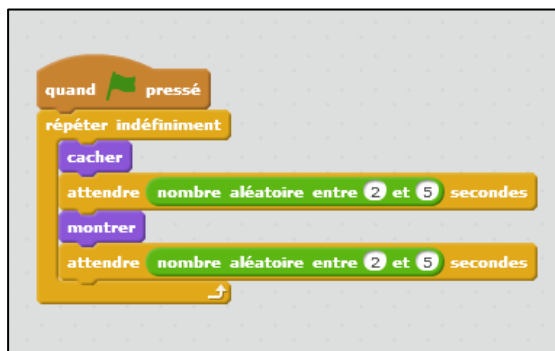 quand pressé
répéter indéfiniment
cacher
attendre nombre aléatoire entre 2 et 5 secondes
montrer
attendre nombre aléatoire entre 2 et 5 secondes